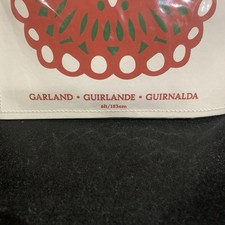 GARLAND • GUIRLANDE • GUIRNALDA
6ft/183cm